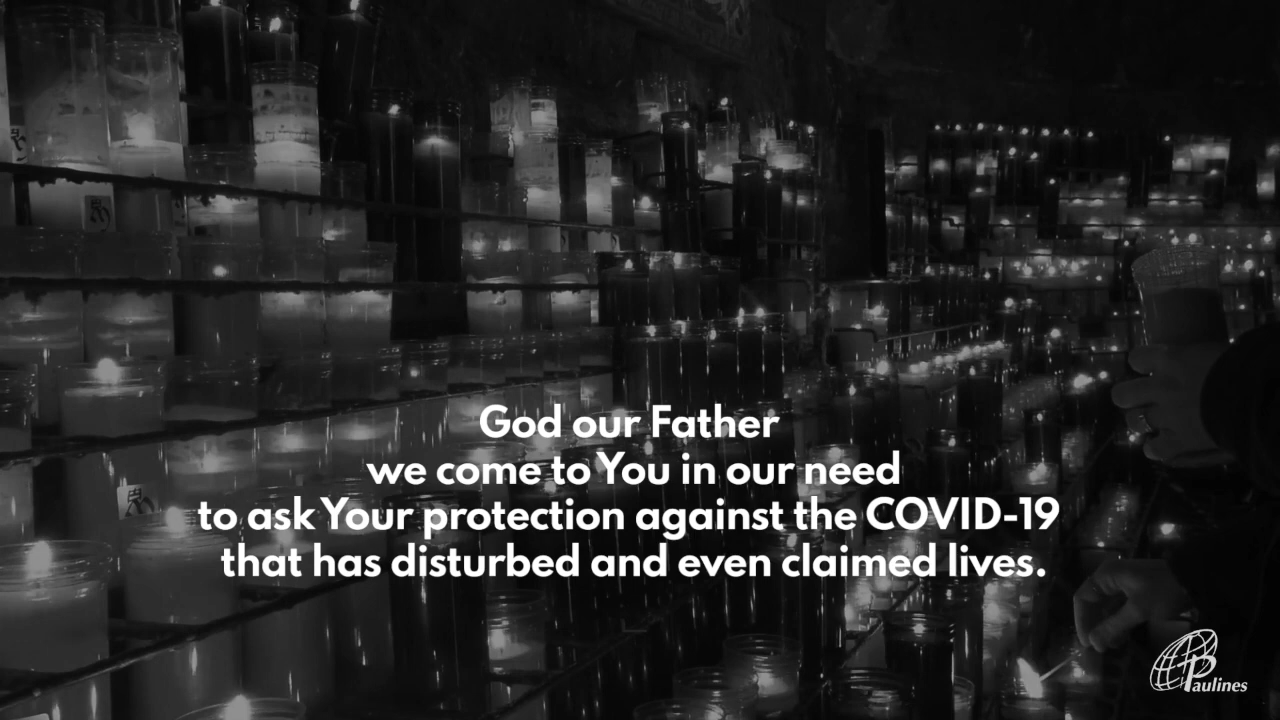 God our Father
we come to You in our need
to ask Your protection against the COVID-19
that has disturbed and even claimed lives.
Paulines